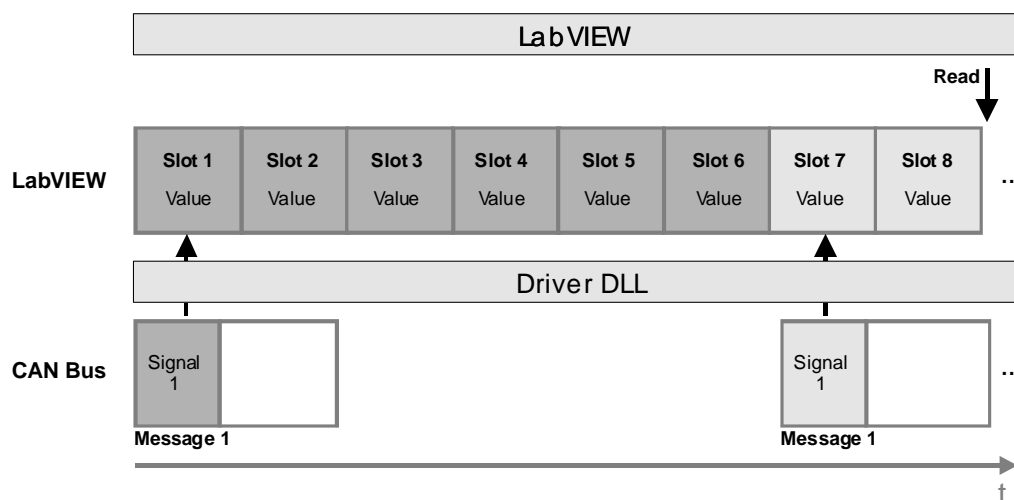 LabVIEW
Read
LabVIEW
Slot 1 Slot 2 Slot 3 Slot 4 Slot 5 Slot 6 Slot 7 Slot 8
Value Value Value Value Value Value Value Value
...
Driver DLL
CAN Bus
Signal
1
Signal
1
...
Message 1 Message 1
t